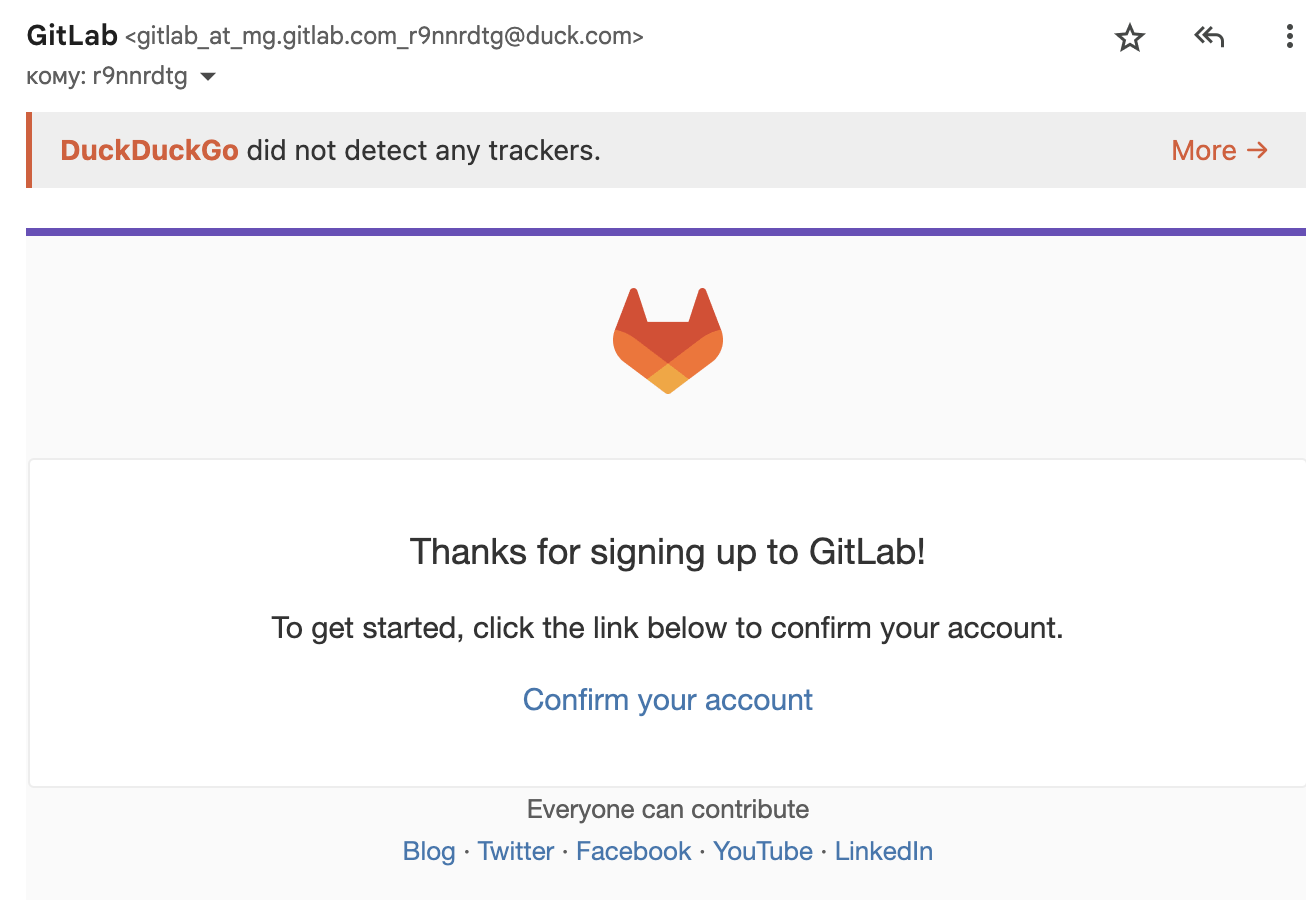 GitLab <gitlab_at_mg.gitlab.com_r9nnrdtg@duck.com>
кому: r9nnrdtg
DuckDuckGo did not detect any trackers. More →
Thanks for signing up to GitLab!
To get started, click the link below to confirm your account.
Confirm your account
Everyone can contribute
Blog · Twitter · Facebook · YouTube · LinkedIn